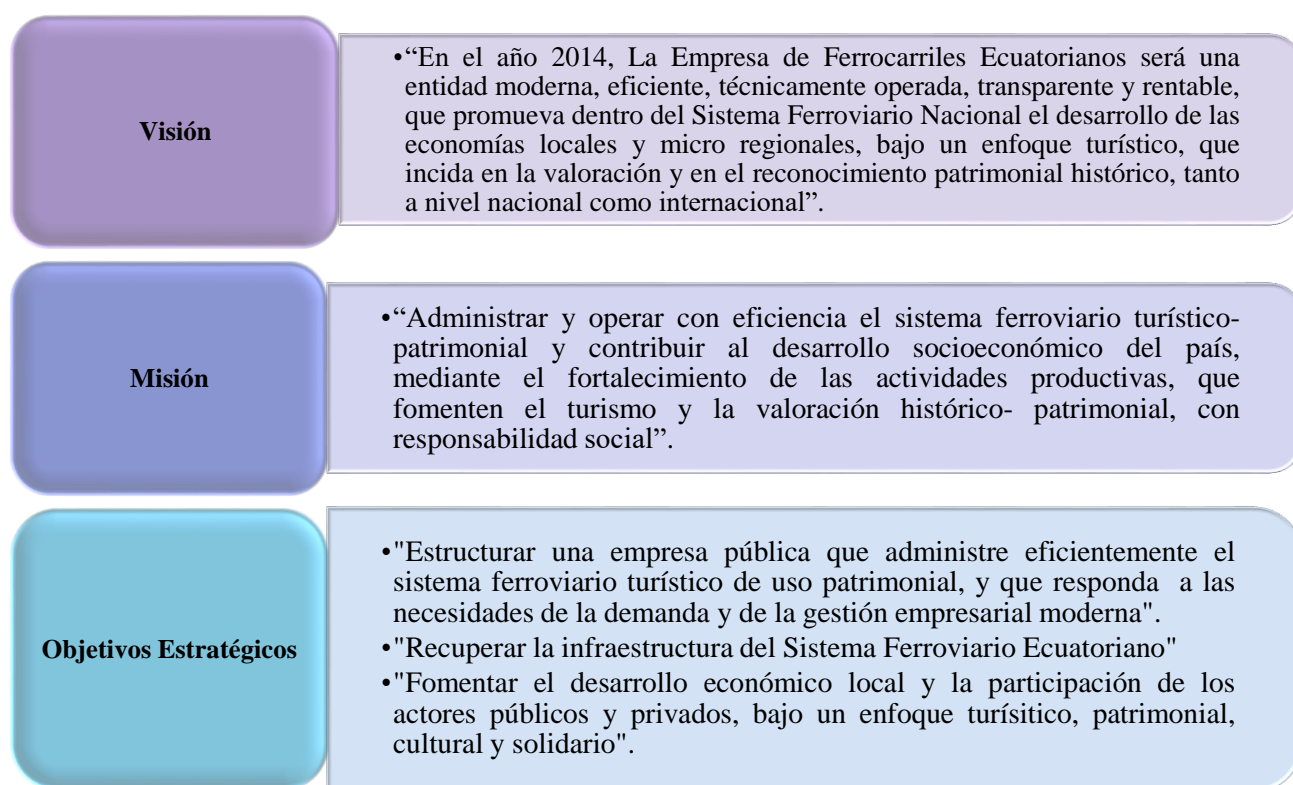 Visión
•“En el año 2014, La Empresa de Ferrocarriles Ecuatorianos será una
entidad moderna, eficiente, técnicamente operada, transparente y rentable,
que promueva dentro del Sistema Ferroviario Nacional el desarrollo de las
economías locales y micro regionales, bajo un enfoque turístico, que
incida en la valoración y en el reconocimiento patrimonial histórico, tanto
a nivel nacional como internacional”.
Misión
•“Administrar y operar con eficiencia el sistema ferroviario turístico-
patrimonial y contribuir al desarrollo socioeconómico del país,
mediante el fortalecimiento de las actividades productivas, que
fomenten el turismo y la valoración histórico- patrimonial, con
responsabilidad social”.
Objetivos Estratégicos
•"Estructurar una empresa pública que administre eficientemente el
sistema ferroviario turístico de uso patrimonial, y que responda a las
necesidades de la demanda y de la gestión empresarial moderna".
•"Recuperar la infraestructura del Sistema Ferroviario Ecuatoriano"
•"Fomentar el desarrollo económico local y la participación de los
actores públicos y privados, bajo un enfoque turísitico, patrimonial,
cultural y solidario".